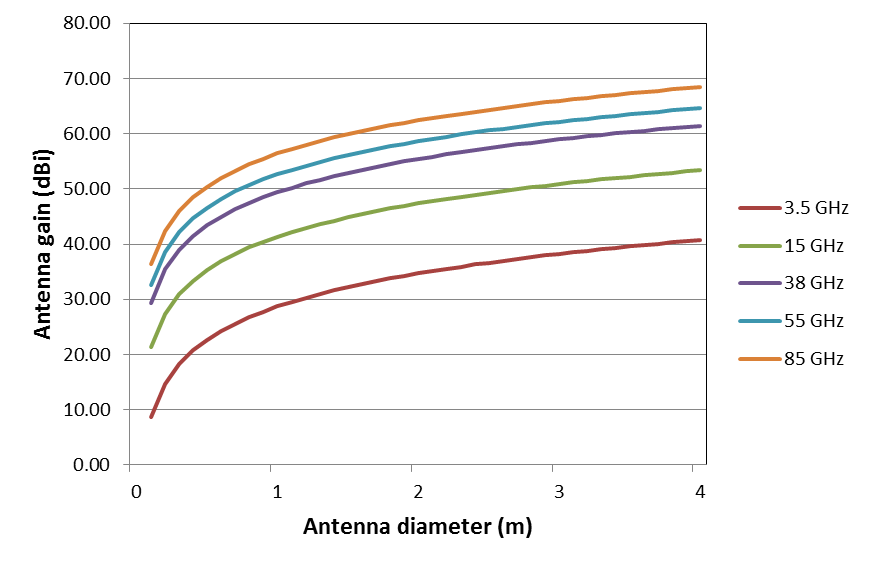 80.00
70.00
60.00
50.00
40.00
30.00
20.00
10.00
0.00
Antenna gain (dBi)
0 1 2 3 4
Antenna diameter (m)
3.5 GHz
15 GHz
38 GHz
55 GHz
85 GHz